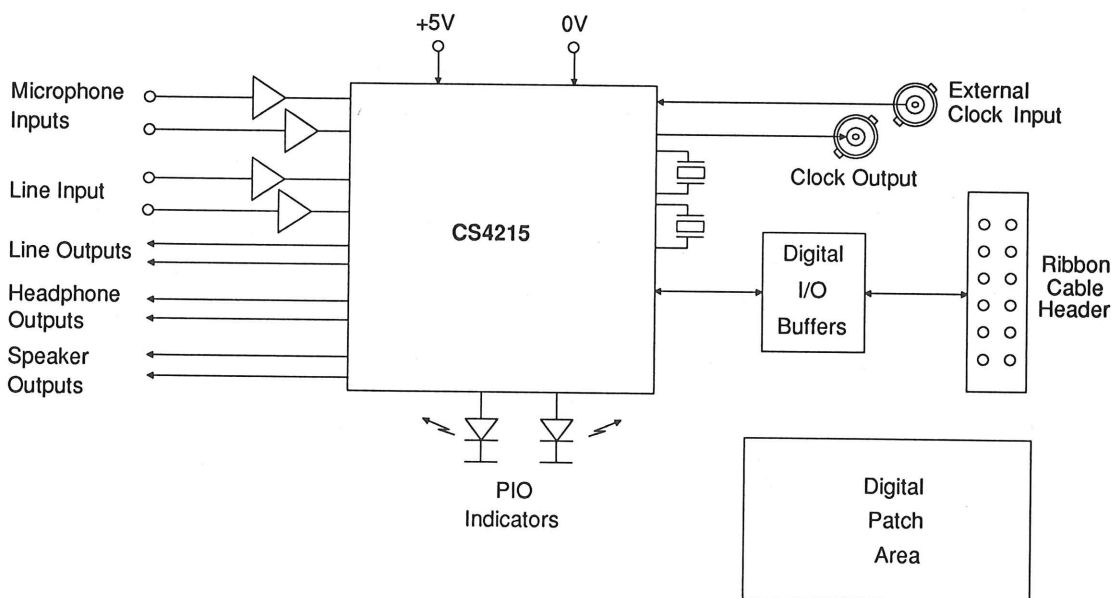 +5V
0V
Microphone
Inputs
Line Input
Line Outputs
Headphone
Outputs
Speaker
Outputs
CS4215
External
Clock Input
Clock Output
Digital
I/O
Buffers
Ribbon
Cable
Header
PIO
Indicators
Digital
Patch
Area